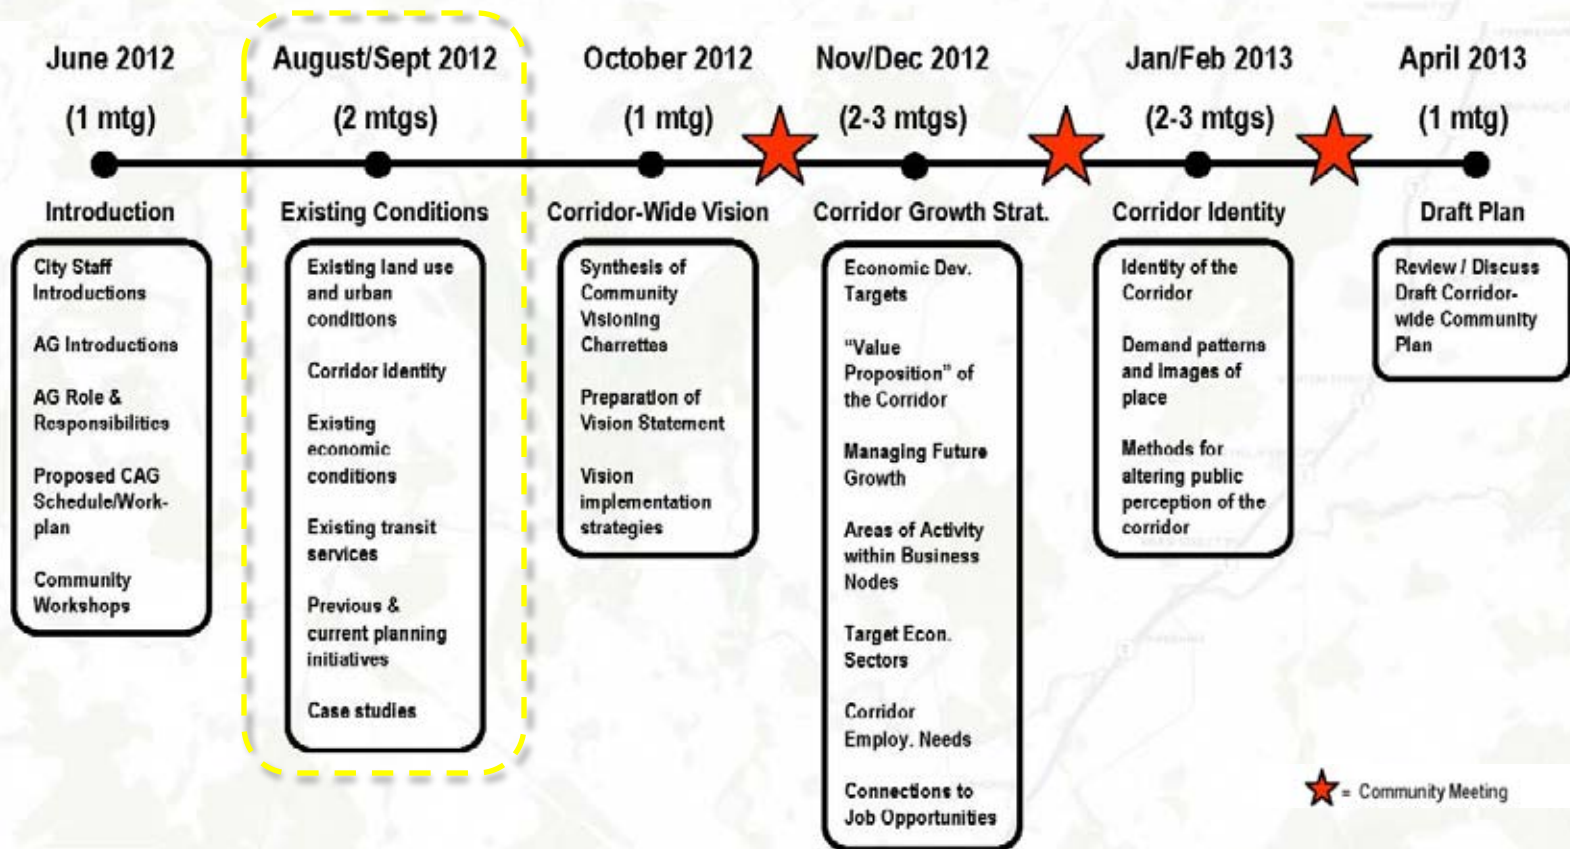 June 2012
(1 mtg)
Introduction
City Staff
Introductions
AG Introductions
AG Role &
Responsibilities
Proposed CAG
Schedule/Work-
plan
Community
Workshops
August/Sept 2012
(2 mtgs)
Existing Conditions
Existing land use
and urban
conditions
Corridor Identity
Existing
economic
conditions
Existing transit
services
Previous &
current planning
initiatives
Case studies
October 2012
(1 mtg)
Corridor-Wide Vision
Synthesis of
Community
Visioning
Charrettes
Preparation of
Vision Statement
Vision
implementation
strategies
Nov/Dec 2012
(2-3 mtgs)
Corridor Growth Strat.
Economic Dev.
Targets
“Value
Proposition” of
the Corridor
Managing Future
Growth
Areas of Activity
within Business
Nodes
Target Econ.
Sectors
Corridor
Employ. Needs
Connections to
Job Opportunities
Jan/Feb 2013
(2-3 mtgs)
Corridor Identity
Identity of the
Corridor
Demand patterns
and images of
place
Methods for
altering public
perception of the
corridor
April 2013
(1 mtg)
Draft Plan
Review / Discuss
Draft Corridor-
wide Community
Plan
= Community Meeting